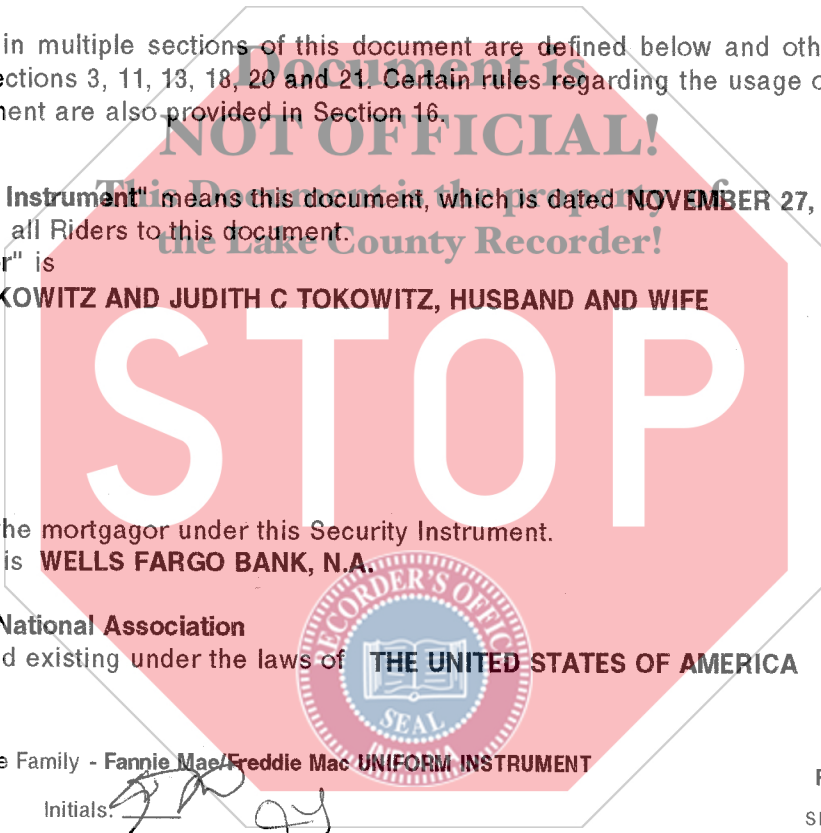 in multiple sections of this document are defined below and oth
ections 3, 11, 13, 18, 20 and 21. Certain rules regarding the usage o
ment are also provided in Section 16.
Document is
NOT OFFICIAL!
This Document is the property of
the Lake County Recorder!
Instrument" means this document, which is dated NOVEMBER 27,
all Riders to this document.
r" is
KOWITZ AND JUDITH C TOKOWITZ, HUSBAND AND WIFE
STOP
he mortgagor under this Security Instrument.
is WELLS FARGO BANK, N.A.
National Association
d existing under the laws of THE UNITED STATES OF AMERICA
RECORDER'S OFFICE
SEAL
INDIANA
e Family - Fannie Mae/Freddie Mac UNIFORM INSTRUMENT
Initials: